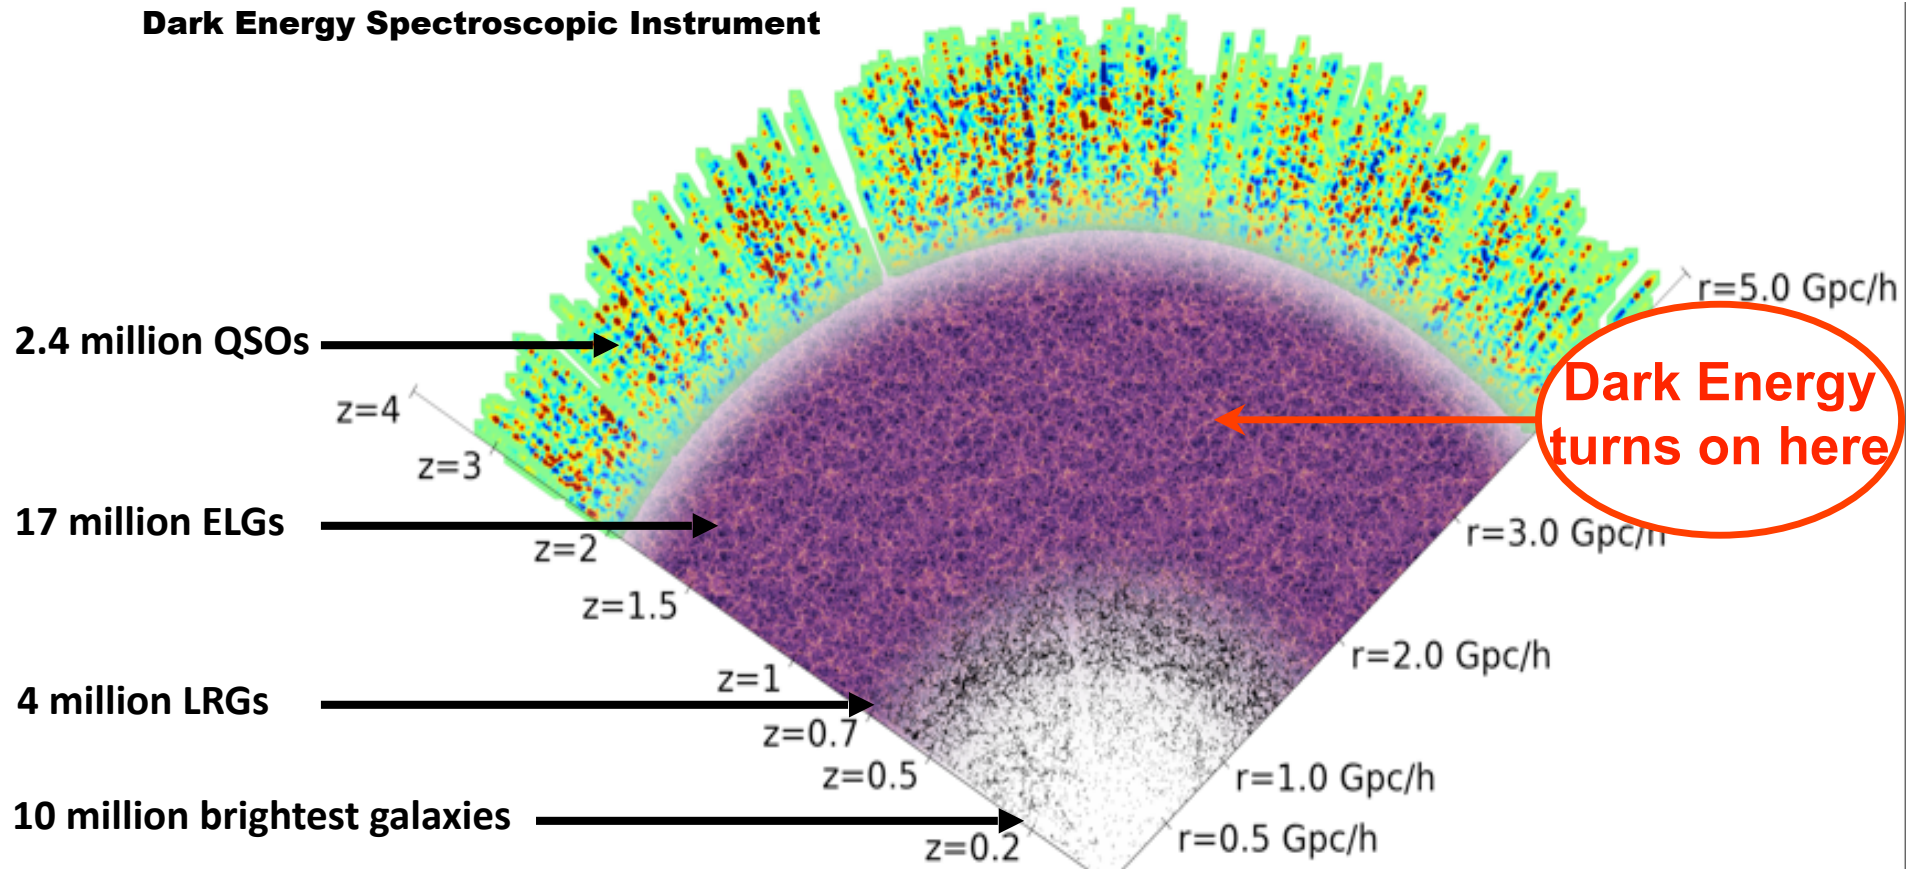 Dark Energy Spectroscopic Instrument
r=5.0 Gpc/h
2.4 million QSOs
Dark Energy
turns on here
z=4
z=3
17 million ELGs
r=3.0 Gpc/h
z=2
z=1.5
r=2.0 Gpc/h
z=1
4 million LRGs
z=0.7
z=0.5
r=1.0 Gpc/h
10 million brightest galaxies
z=0.2
r=0.5 Gpc/h